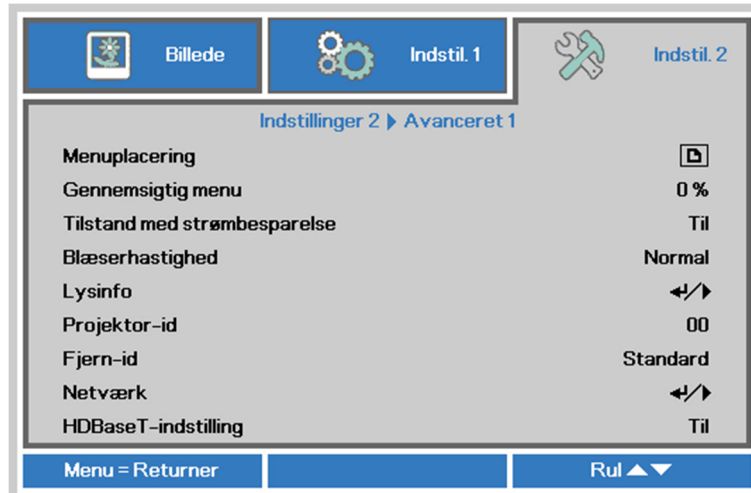 Billede Indstil. 1 Indstil. 2
Indstillinger 2 ▶ Avanceret 1
Menuplacering
Gennemsigtig menu 0 %
Tilstand med strømbesparelse Til
Blæserhastighed Normal
Lysinfo ↵/▶
Projektor-id 00
Fjern-id Standard
Netværk ↵/▶
HDBaseT-indstilling Til
Menu = Returner Rul ▲▼